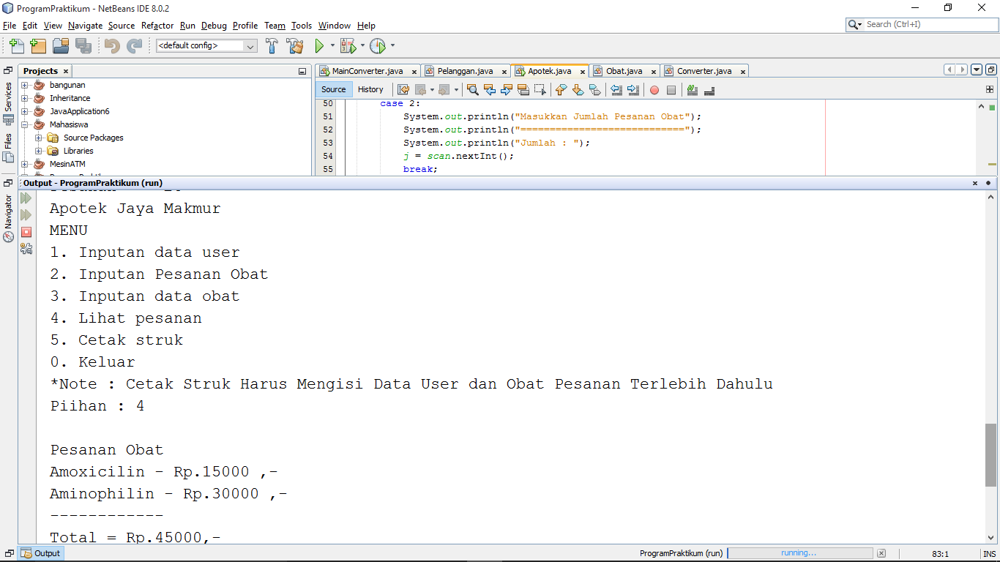 ProgramPraktikum - NetBeans IDE 8.0.2
File Edit View Navigate Source Refactor Run Debug Profile Team Tools Window Help
Search (Ctrl+I)
<default config>
Projects
MainConverter.java
Pelanggan.java
Apotek.java
Obat.java
Converter.java
Services
Files
Navigator
bangunan
Inheritance
JavaApplication6
Mahasiswa
Source Packages
Libraries
MesinATM
Source History
50 case 2:
51 System.out.println("Masukkan Jumlah Pesanan Obat");
52 System.out.println("============================");
53 System.out.println("Jumlah : ");
54 j = scan.nextInt();
55 break;
Output - ProgramPraktikum (run)
Apotek Jaya Makmur
MENU
1. Inputan data user
2. Inputan Pesanan Obat
3. Inputan data obat
4. Lihat pesanan
5. Cetak struk
0. Keluar
*Note : Cetak Struk Harus Mengisi Data User dan Obat Pesanan Terlebih Dahulu
Piihan : 4
Pesanan Obat
Amoxicilin - Rp.15000 ,-
Aminophilin - Rp.30000 ,-
------------
Total = Rp.45000,-
Output
ProgramPraktikum (run)
running...
83:1
INS